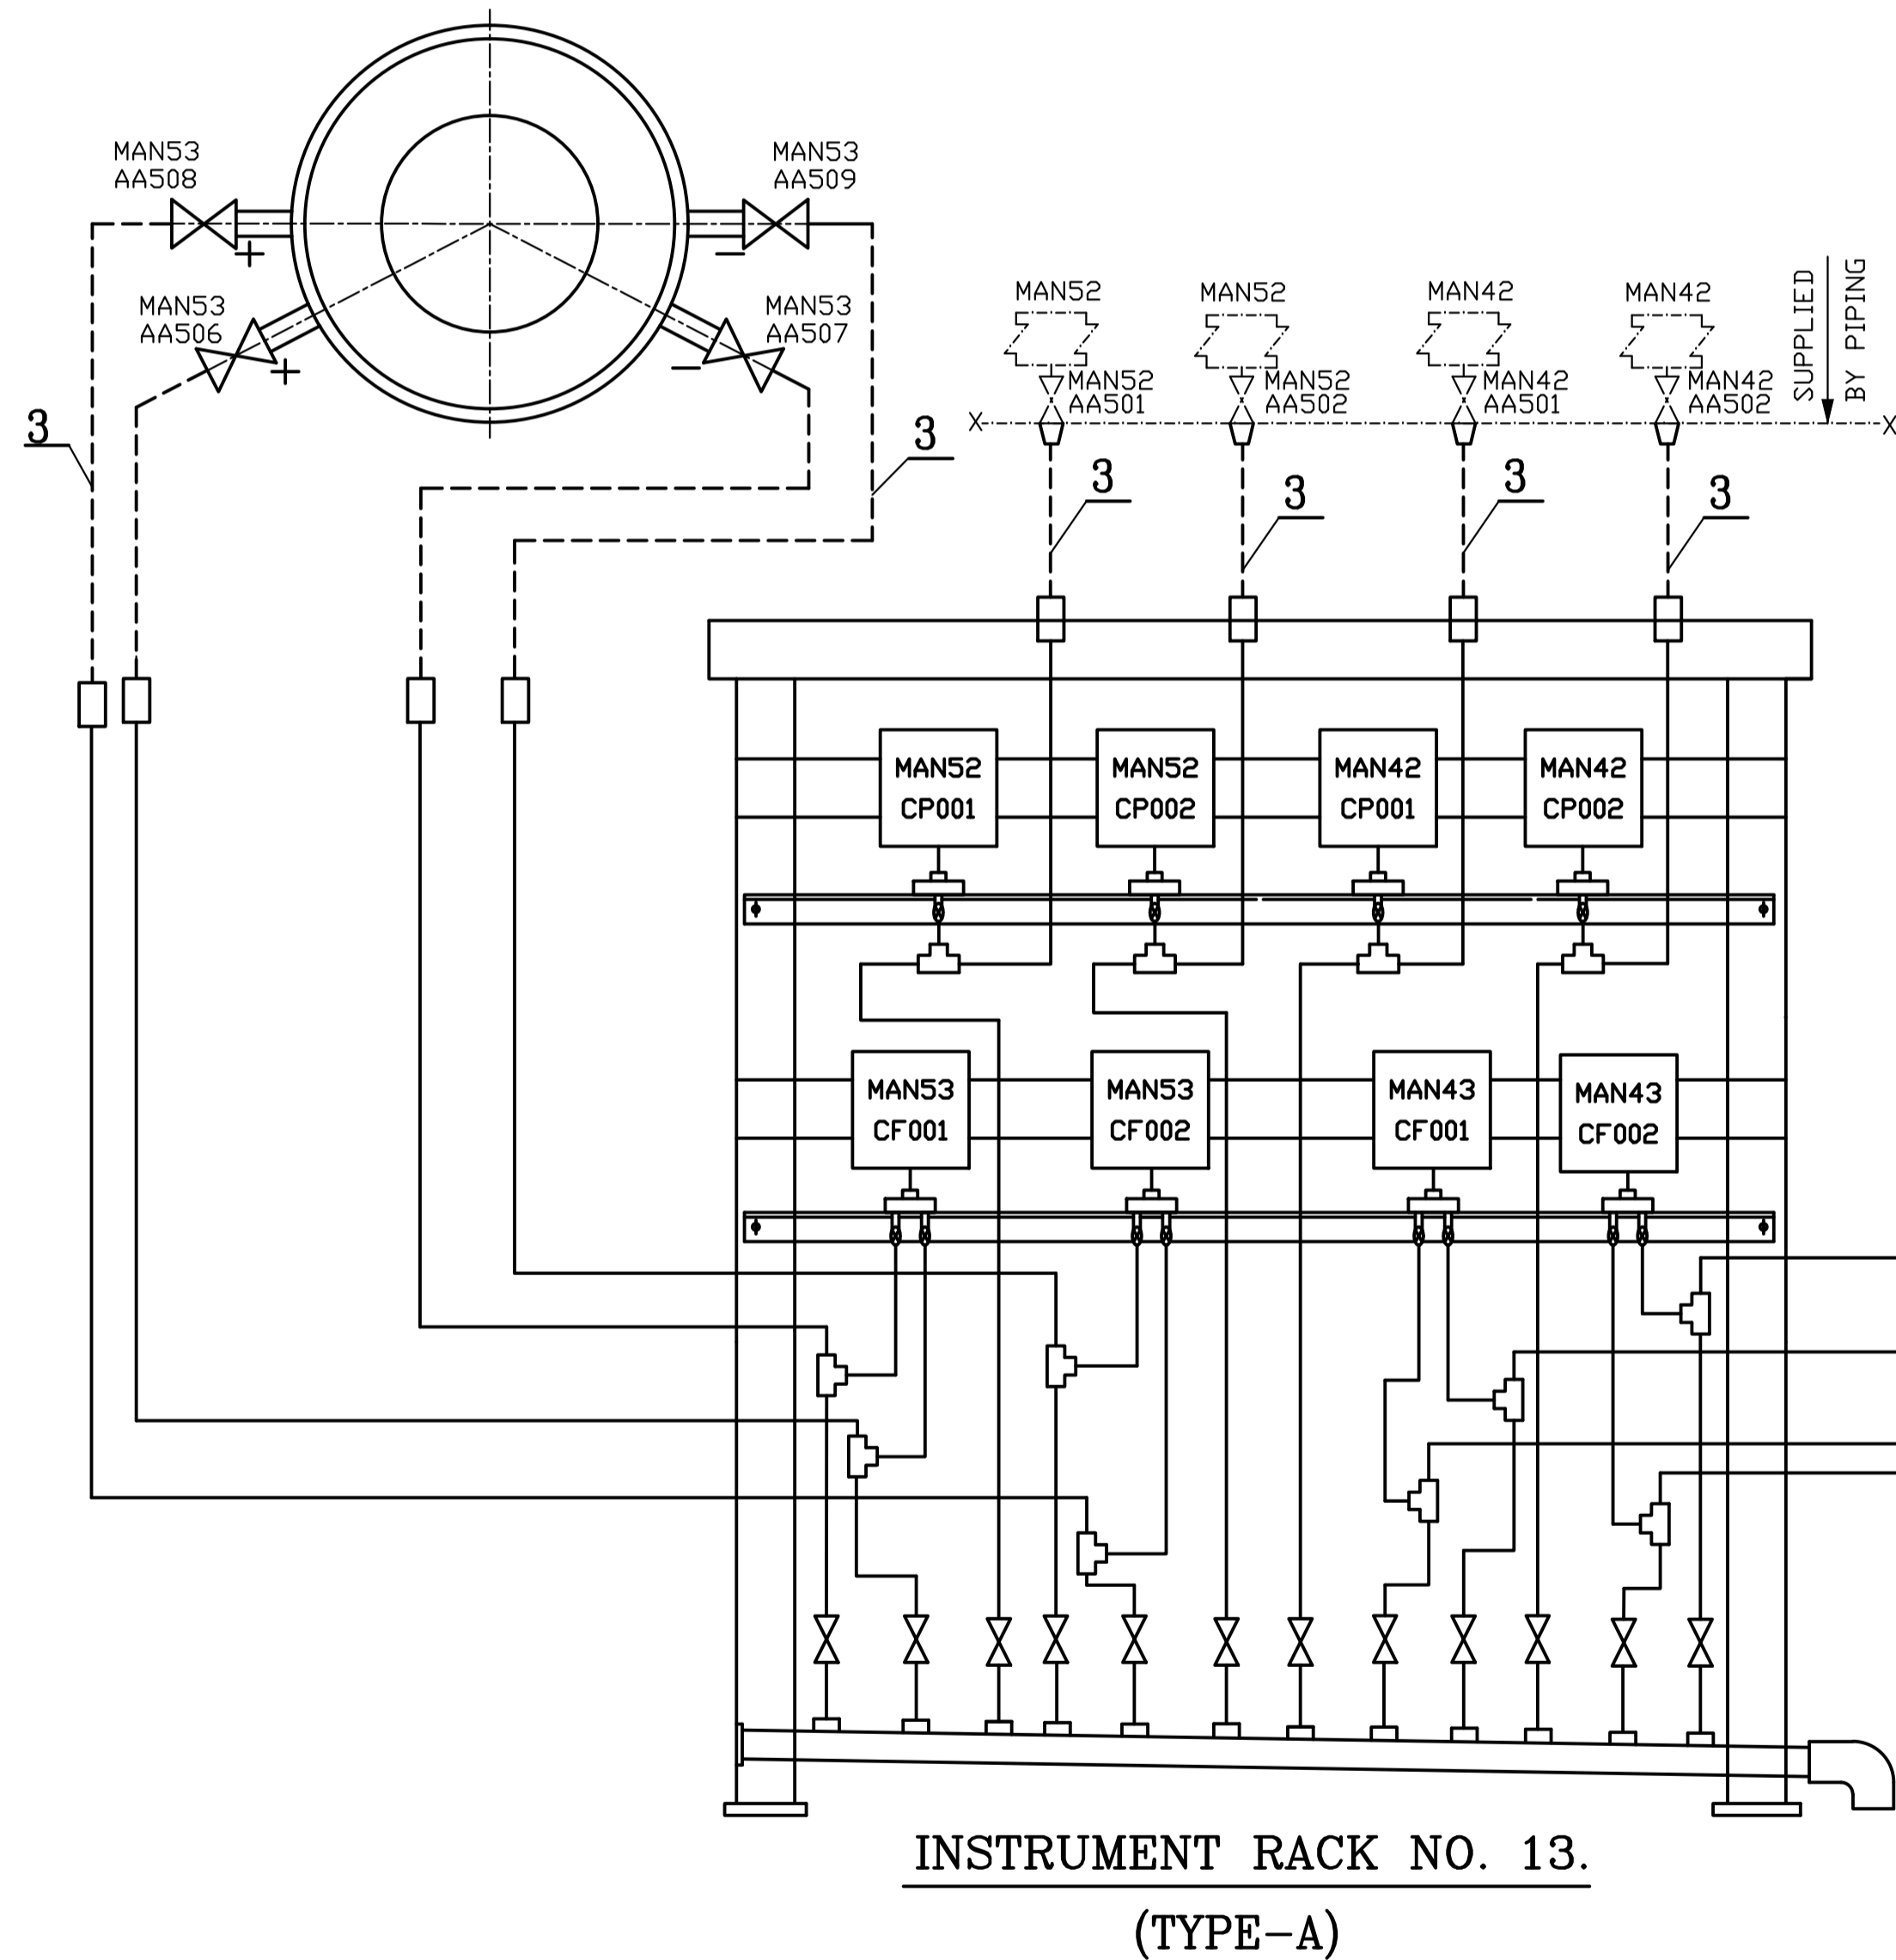 MAN53
AA508
MAN53
AA509
+
−
MAN53
AA506
MAN53
AA507
+
−
3
3
MAN52
MAN52
MAN42
MAN42
SUPPLIED
BY PIPING
MAN52
AA501
MAN52
AA502
MAN42
AA501
MAN42
AA502
X
X
3
3
3
3
MAN52
CP001
MAN52
CP002
MAN42
CP001
MAN42
CP002
MAN53
CF001
MAN53
CF002
MAN43
CF001
MAN43
CF002
INSTRUMENT RACK NO. 13.
(TYPE-A)